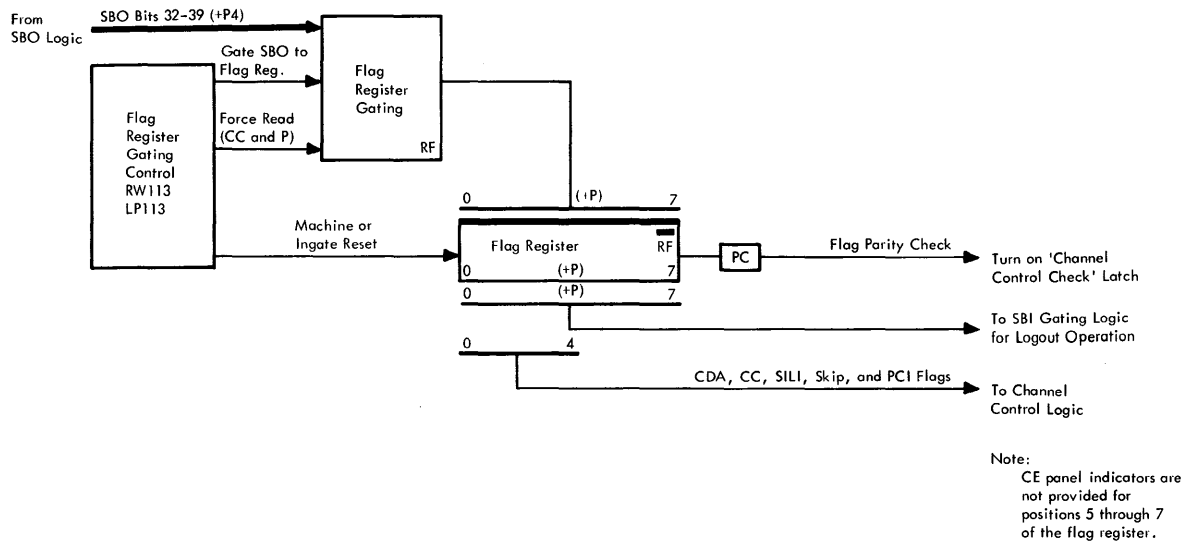 From
SBO Logic
SBO Bits 32-39 (+P4)
Gate SBO to
Flag Reg.
Force Read
(CC and P)
Flag
Register
Gating
RF
Flag
Register
Gating
Control
RW113
LP113
Machine or
Ingate Reset
0 (+P) 7
Flag Register RF
0 (+P) 7
0 (+P) 7
0 4
PC
Flag Parity Check
Turn on 'Channel
Control Check' Latch
To SBI Gating Logic
for Logout Operation
CDA, CC, SILI, Skip, and PCI Flags
To Channel
Control Logic
Note:
CE panel indicators are
not provided for
positions 5 through 7
of the flag register.